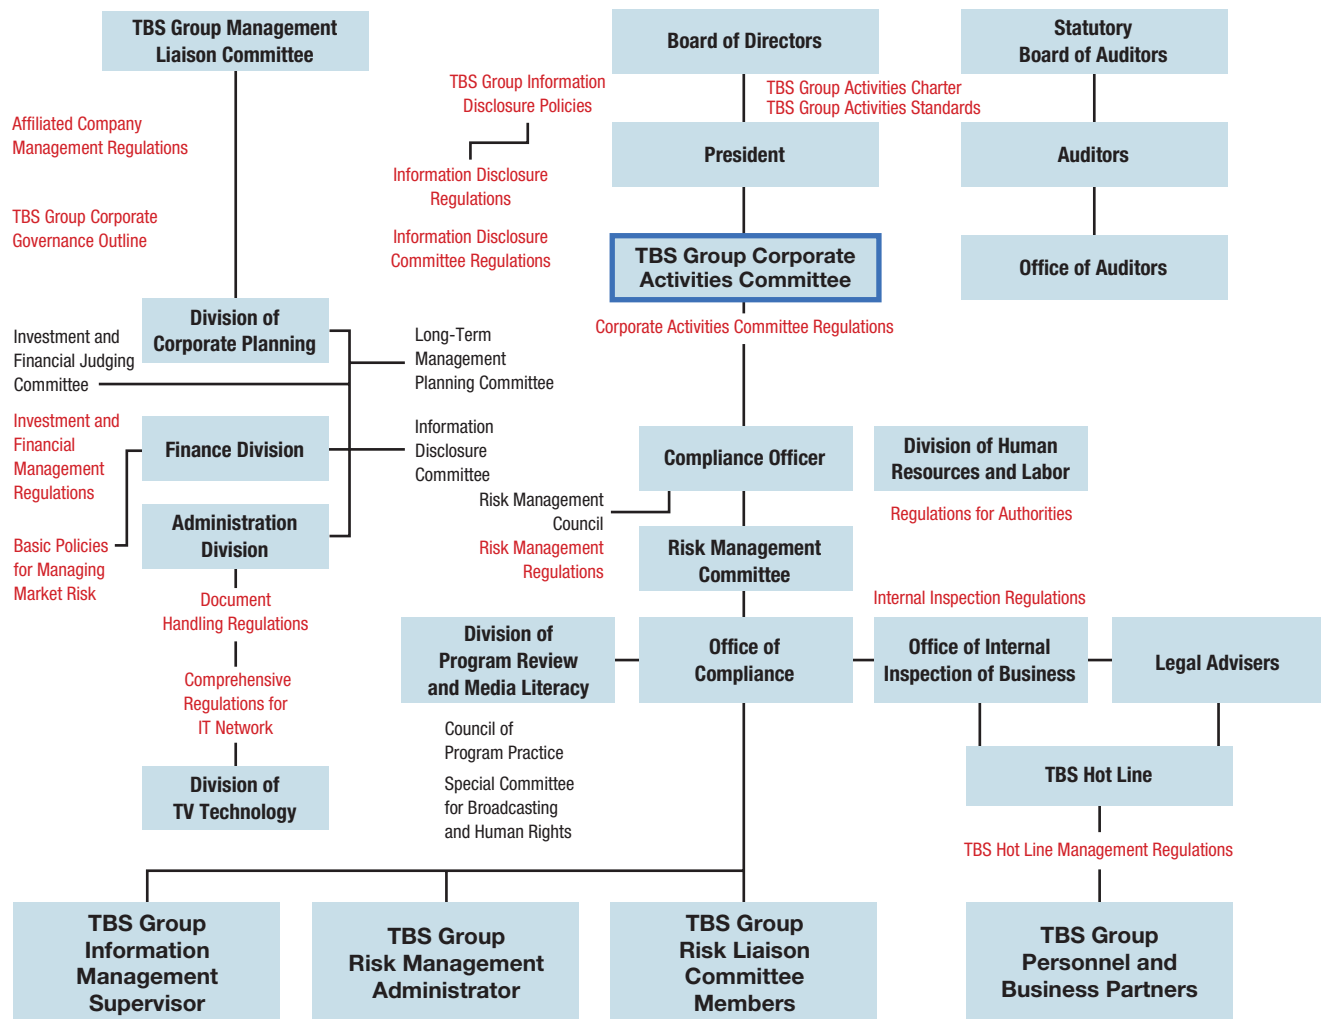 TBS Group Management
Liaison Committee
Board of Directors
Statutory
Board of Auditors
TBS Group Information
Disclosure Policies
TBS Group Activities Charter
TBS Group Activities Standards
Affiliated Company
Management Regulations
President
Auditors
Information Disclosure
Regulations
TBS Group Corporate
Governance Outline
Information Disclosure
Committee Regulations
TBS Group Corporate
Activities Committee
Office of Auditors
Division of
Corporate Planning
Corporate Activities Committee Regulations
Investment and
Financial Judging
Committee
Long-Term
Management
Planning Committee
Investment and
Financial
Management
Regulations
Finance Division
Information
Disclosure
Committee
Compliance Officer
Division of Human
Resources and Labor
Risk Management
Council
Risk Management
Regulations
Regulations for Authorities
Administration
Division
Basic Policies
for Managing
Market Risk
Risk Management
Committee
Document
Handling Regulations
Internal Inspection Regulations
Division of
Program Review
and Media Literacy
Office of
Compliance
Office of Internal
Inspection of Business
Legal Advisers
Comprehensive
Regulations for
IT Network
Council of
Program Practice
Special Committee
for Broadcasting
and Human Rights
Division of
TV Technology
TBS Hot Line
TBS Hot Line Management Regulations
TBS Group
Information
Management
Supervisor
TBS Group
Risk Management
Administrator
TBS Group
Risk Liaison
Committee
Members
TBS Group
Personnel and
Business Partners